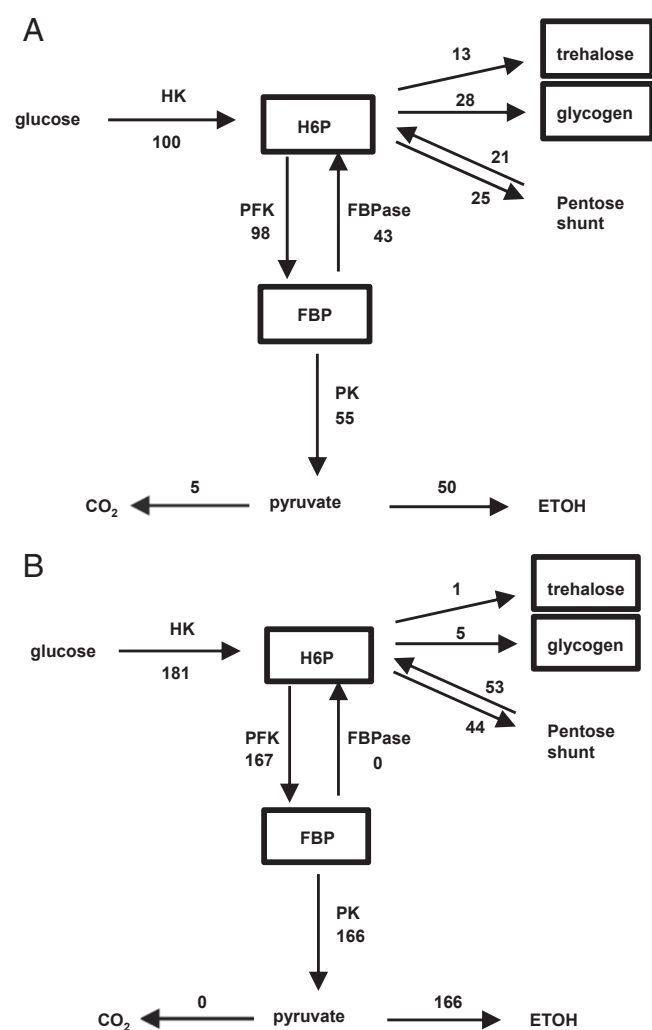 A
13
trehalose
HK
glucose
100
H6P
28
glycogen
21
25
Pentose
shunt
PFK
98
FBPase
43
FBP
PK
55
CO₂
5
pyruvate
50
ETOH
B
1
trehalose
HK
glucose
181
H6P
5
glycogen
53
44
Pentose
shunt
PFK
167
FBPase
0
FBP
PK
166
CO₂
0
pyruvate
166
ETOH